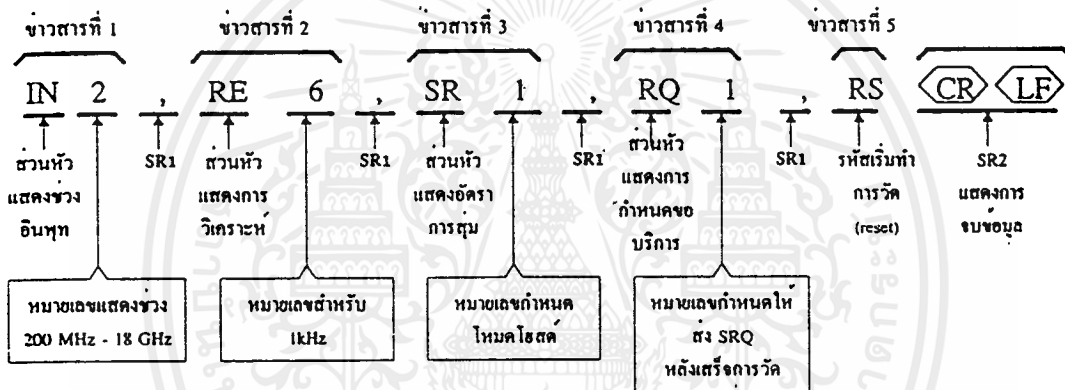 ข่าวสารที่ 1 ข่าวสารที่ 2 ข่าวสารที่ 3 ข่าวสารที่ 4 ข่าวสารที่ 5
IN 2 , RE 6 , SR 1 , RQ 1 , RS CR LF
ส่วนหัว
แสดงช่วง
อินพุท
SR1
ส่วนหัว
แสดงการ
วิเคราะห์
SR1
ส่วนหัว
แสดงอัตรา
การสุ่ม
SR1
ส่วนหัว
แสดงการ
กำหนดขอ
บริการ
SR1
รหัสเริ่มทำ
การวัด
(reset)
SR2
แสดงการ
จบข้อมูล
หมายเลขแสดงช่วง
200 MHz - 18 GHz
หมายเลขสำหรับ
1kHz
หมายเลขกำหนด
โหมดโฮลด์
หมายเลขกำหนดให้
ส่ง SRQ
หลังเสร็จการวัด